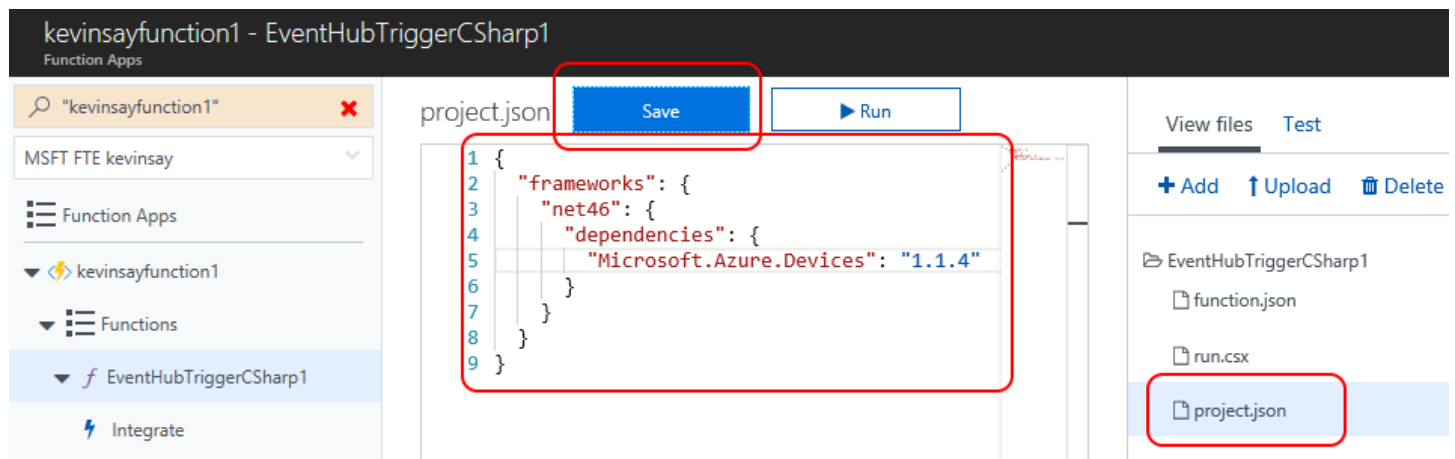 kevinsayfunction1 - EventHubTriggerCSharp1
Function Apps
"kevinsayfunction1"
MSFT FTE kevinsay
Function Apps
kevinsayfunction1
Functions
EventHubTriggerCSharp1
Integrate
project.json
Save
Run
1 {
2 "frameworks": {
3 "net46": {
4 "dependencies": {
5 "Microsoft.Azure.Devices": "1.1.4"
6 }
7 }
8 }
9 }
View files Test
Add Upload Delete
EventHubTriggerCSharp1
function.json
run.csx
project.json